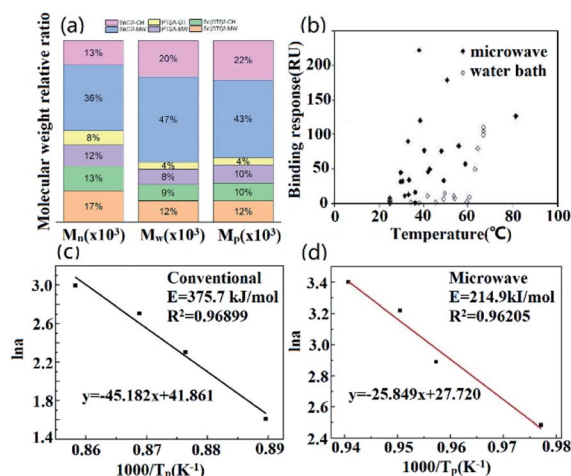 (a)
Molecular weight relative ratio
13%
36%
8%
12%
13%
17%
20%
47%
4%
8%
9%
12%
22%
43%
4%
10%
10%
12%
Mn(x10³) Mw(x10³) Mp(x10³)
(b)
Binding response(RU)
200
150
100
50
0
microwave
water bath
0 20 40 60 80 100
Temperature(℃)
(c)
lna
3.0
2.6
2.2
1.8
1.4
Conventional
E=375.7 kJ/mol
R²=0.96899
y=-45.182x+41.861
0.86 0.87 0.88 0.89
1000/Tp(K⁻¹)
(d)
lna
3.4
3.2
3.0
2.8
2.6
2.4
Microwave
E=214.9kI/mol
R²=0.96205
y=-25.849x+27.720
0.94 0.95 0.96 0.97 0.98
1000/Tp(K⁻¹)